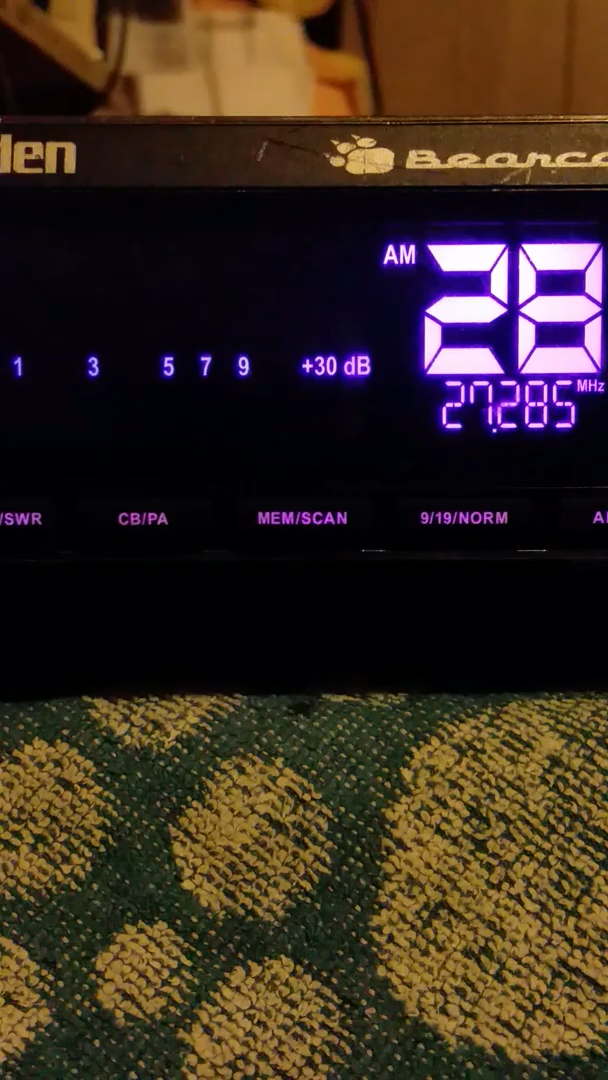 den Bearcа
AM 28
1 3 5 7 9 +30 dB
27.285 MHz
/SWR CB/PA MEM/SCAN 9/19/NORM A